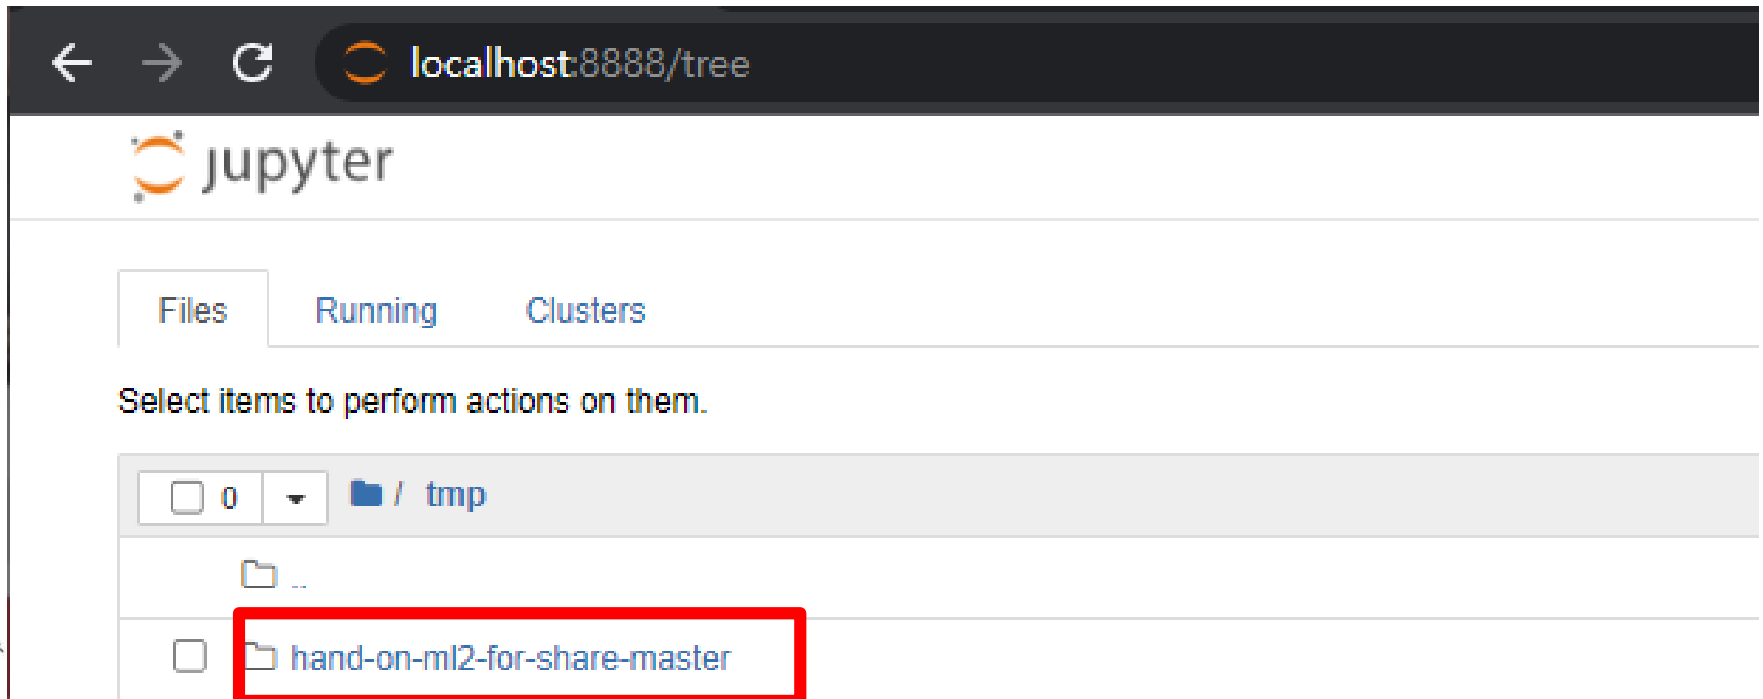 localhost:8888/tree
jupyter
Files Running Clusters
Select items to perform actions on them.
0 / tmp
..
hand-on-ml2-for-share-master